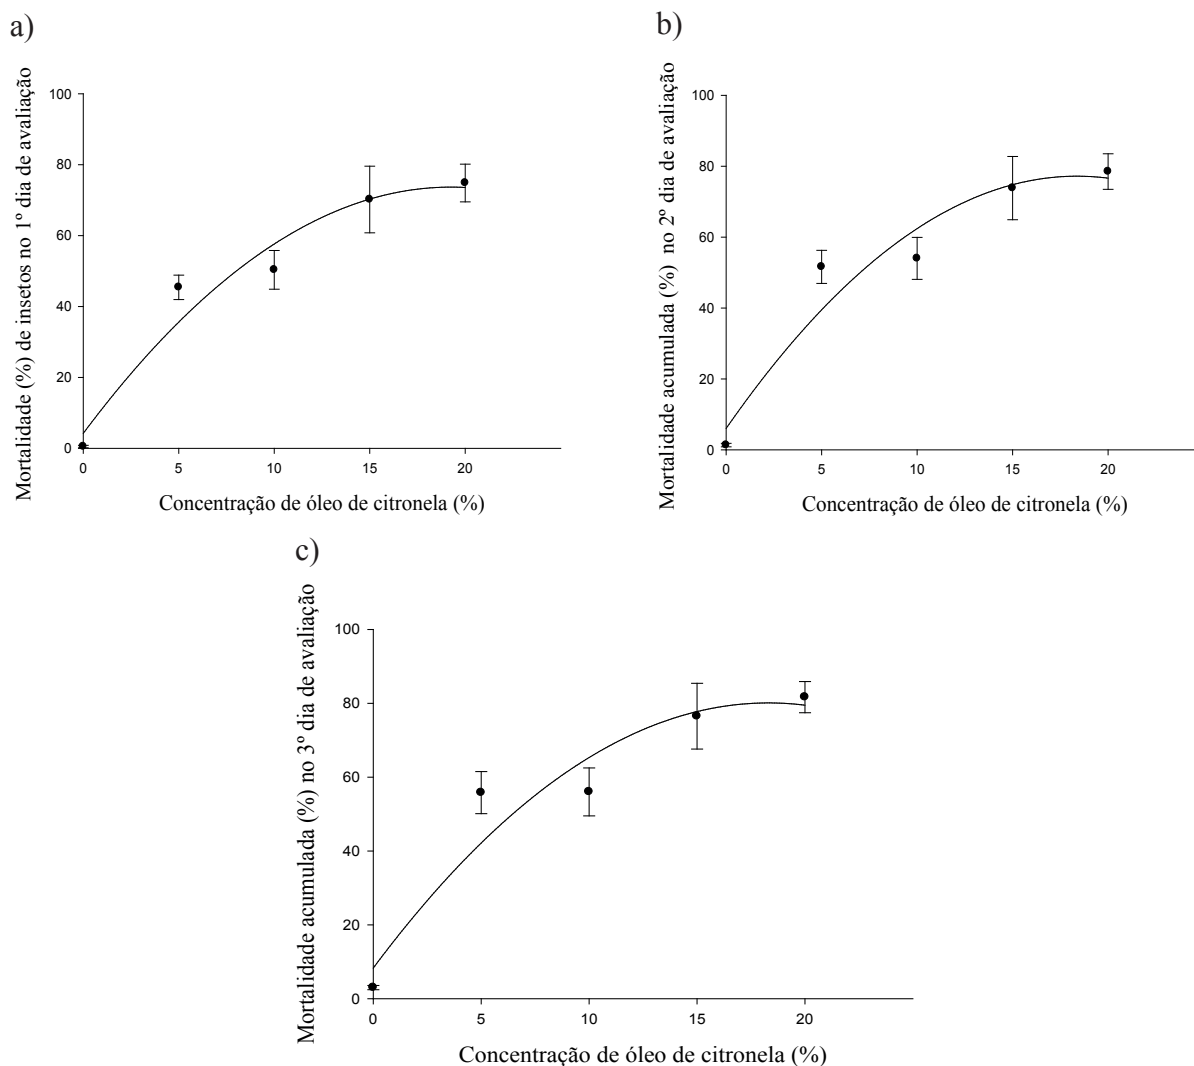 a)
Mortalidade (%) de insetos no 1º dia de avaliação
100
80
60
40
20
0
0 5 10 15 20
Concentração de óleo de citronela (%)
b)
Mortalidade acumulada (%) no 2º dia de avaliação
100
80
60
40
20
0
0 5 10 15 20
Concentração de óleo de citronela (%)
c)
Mortalidade acumulada (%) no 3º dia de avaliação
100
80
60
40
20
0
0 5 10 15 20
Concentração de óleo de citronela (%)